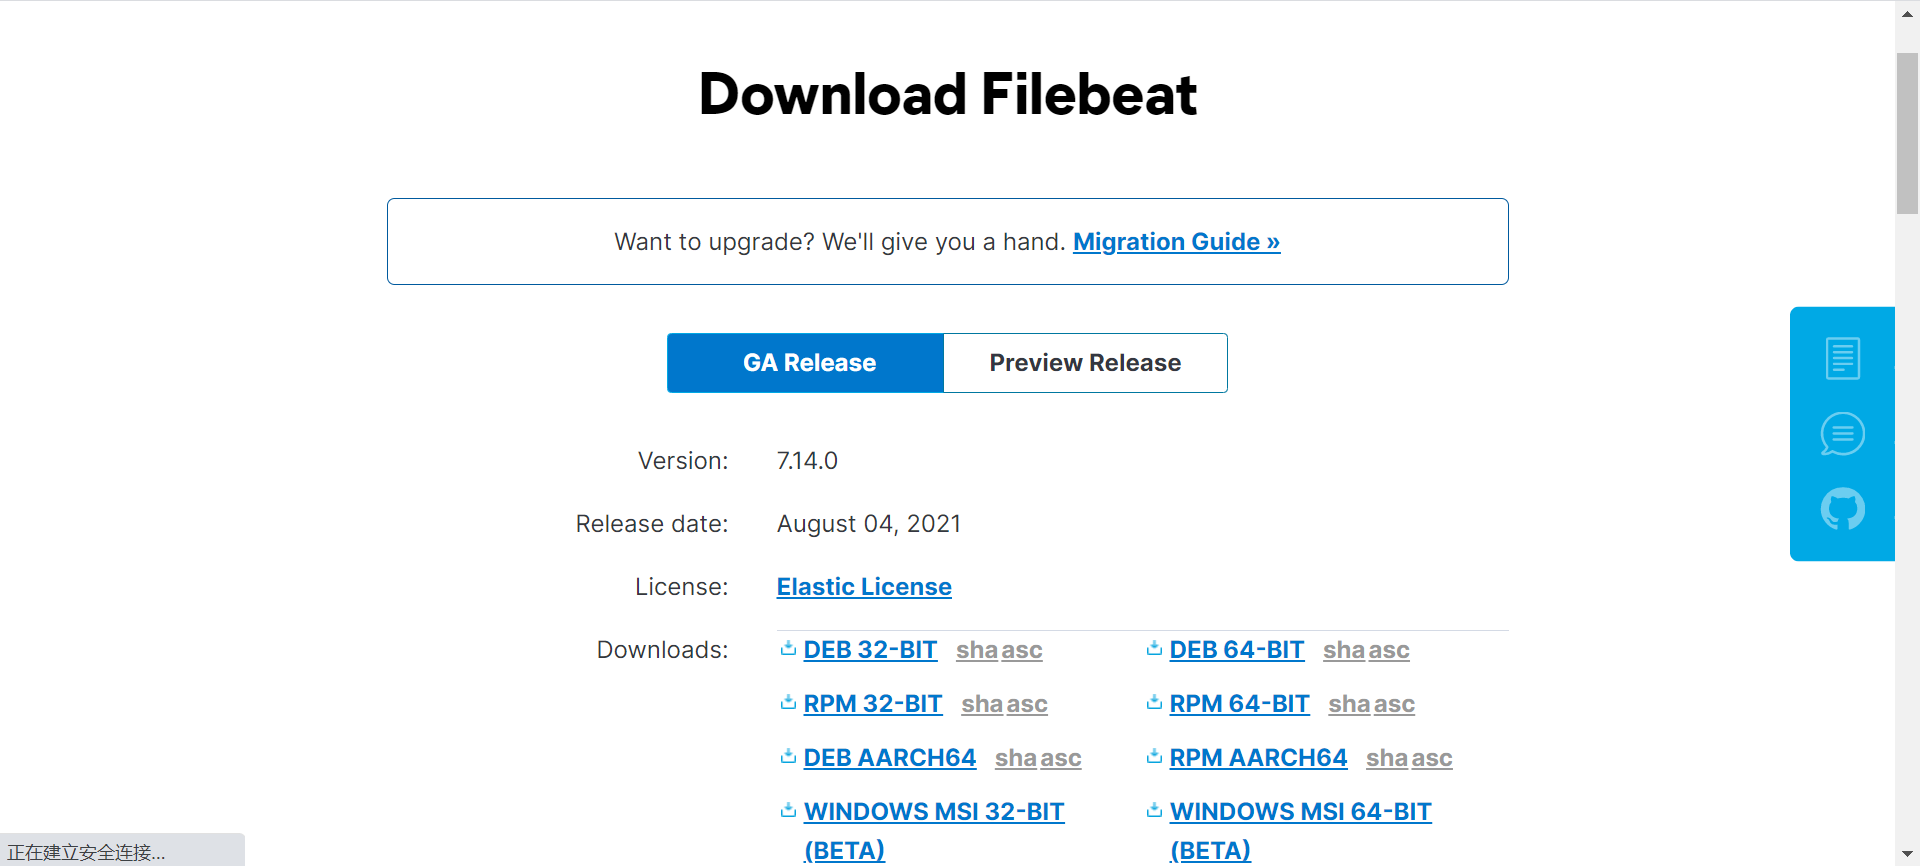 Download Filebeat
Want to upgrade? We'll give you a hand. Migration Guide »
GA Release Preview Release
Version: 7.14.0
Release date: August 04, 2021
License: Elastic License
Downloads: DEB 32-BIT sha asc DEB 64-BIT sha asc
RPM 32-BIT sha asc RPM 64-BIT sha asc
DEB AARCH64 sha asc RPM AARCH64 sha asc
WINDOWS MSI 32-BIT WINDOWS MSI 64-BIT
(BETA) (BETA)
正在建立安全连接...